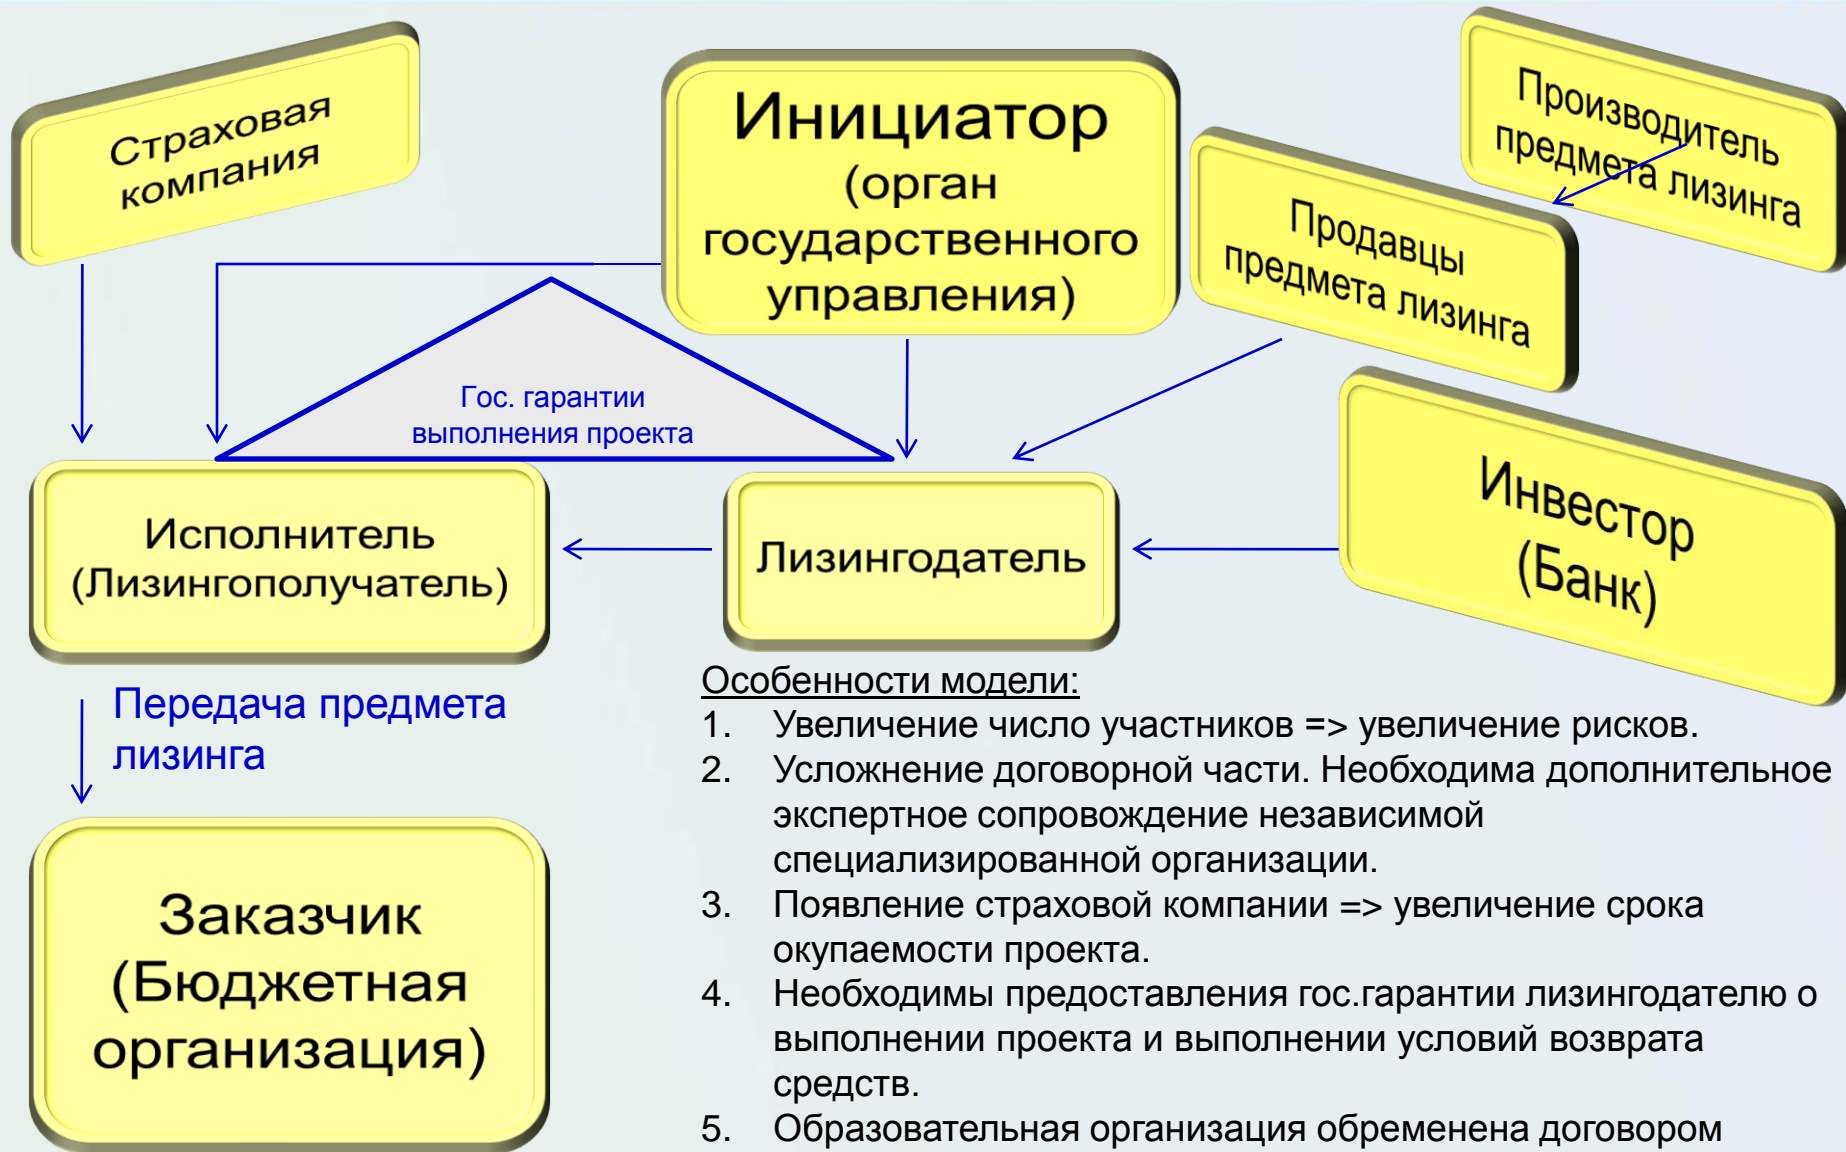 Страховая
компания
Инициатор
(орган
государственного
управления)
Производитель
предмета лизинга
Продавцы
предмета лизинга
Гос. гарантии
выполнения проекта
Исполнитель
(Лизингополучатель)
Лизингодатель
Инвестор
(Банк)
Передача предмета
лизинга
Заказчик
(Бюджетная
организация)
Особенности модели:
1. Увеличение число участников => увеличение рисков.
2. Усложнение договорной части. Необходима дополнительное
экспертное сопровождение независимой
специализированной организации.
3. Появление страховой компании => увеличение срока
окупаемости проекта.
4. Необходимы предоставления гос.гарантии лизингодателю о
выполнении проекта и выполнении условий возврата
средств.
5. Образовательная организация обременена договором